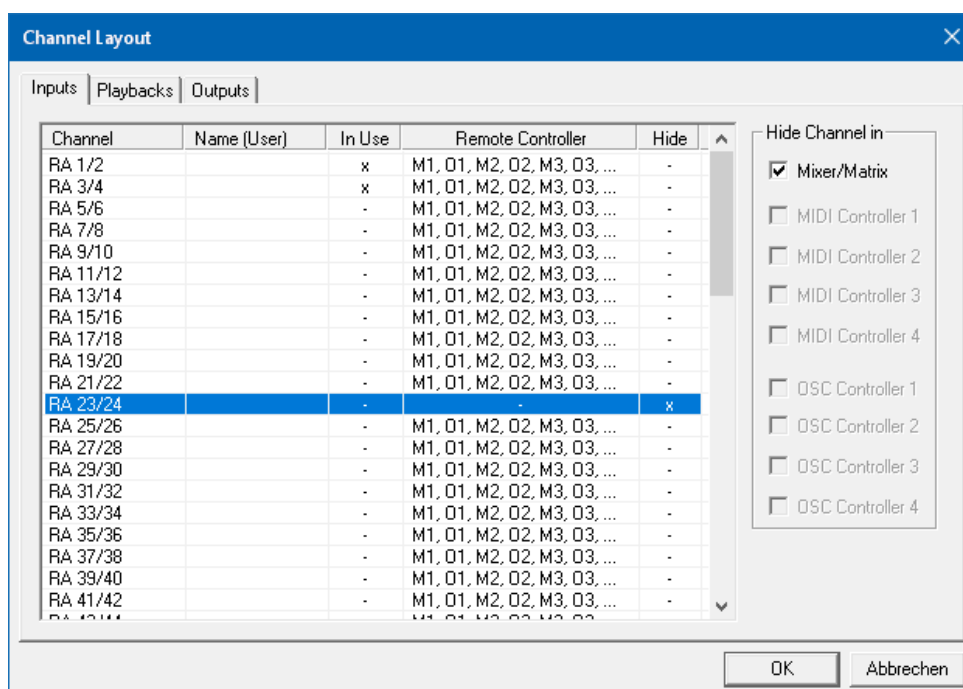 Channel Layout
Inputs Playbacks Outputs
Channel Name (User) In Use Remote Controller Hide
RA 1/2 x M1, O1, M2, O2, M3, O3, ... -
RA 3/4 x M1, O1, M2, O2, M3, O3, ... -
RA 5/6 - M1, O1, M2, O2, M3, O3, ... -
RA 7/8 - M1, O1, M2, O2, M3, O3, ... -
RA 9/10 - M1, O1, M2, O2, M3, O3, ... -
RA 11/12 - M1, O1, M2, O2, M3, O3, ... -
RA 13/14 - M1, O1, M2, O2, M3, O3, ... -
RA 15/16 - M1, O1, M2, O2, M3, O3, ... -
RA 17/18 - M1, O1, M2, O2, M3, O3, ... -
RA 19/20 - M1, O1, M2, O2, M3, O3, ... -
RA 21/22 - M1, O1, M2, O2, M3, O3, ... -
RA 23/24 - - x
RA 25/26 - M1, O1, M2, O2, M3, O3, ... -
RA 27/28 - M1, O1, M2, O2, M3, O3, ... -
RA 29/30 - M1, O1, M2, O2, M3, O3, ... -
RA 31/32 - M1, O1, M2, O2, M3, O3, ... -
RA 33/34 - M1, O1, M2, O2, M3, O3, ... -
RA 35/36 - M1, O1, M2, O2, M3, O3, ... -
RA 37/38 - M1, O1, M2, O2, M3, O3, ... -
RA 39/40 - M1, O1, M2, O2, M3, O3, ... -
RA 41/42 - M1, O1, M2, O2, M3, O3, ... -
Hide Channel in
Mixer/Matrix
MIDI Controller 1
MIDI Controller 2
MIDI Controller 3
MIDI Controller 4
OSC Controller 1
OSC Controller 2
OSC Controller 3
OSC Controller 4
OK Abbrechen